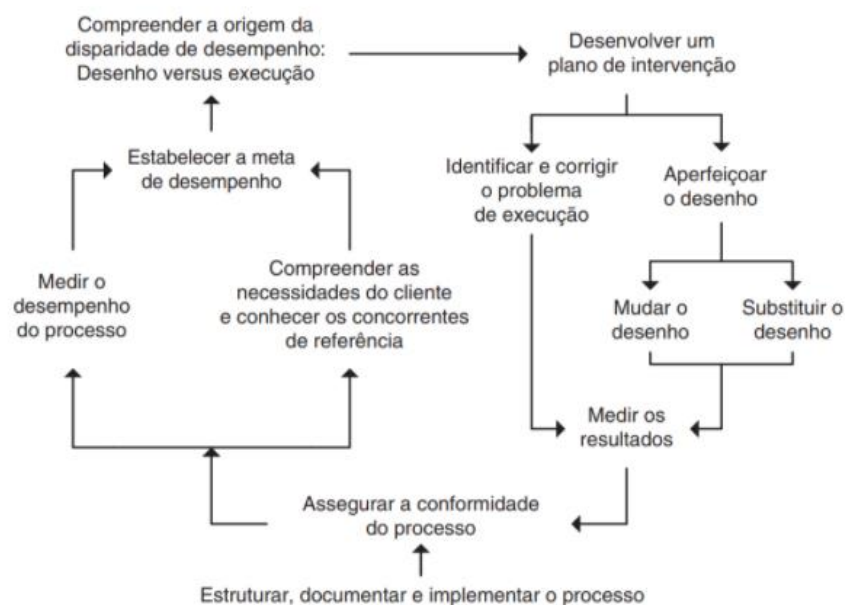 Compreender a origem da
disparidade de desempenho:
Desenho versus execução
Desenvolver um
plano de intervenção
Estabelecer a meta
de desempenho
Identificar e corrigir
o problema
de execução
Aperfeiçoar
o desenho
Medir o
desempenho
do processo
Compreender as
necessidades do cliente
e conhecer os concorrentes
de referência
Mudar o
desenho
Substituir o
desenho
Medir os
resultados
Assegurar a conformidade
do processo
Estruturar, documentar e implementar o processo